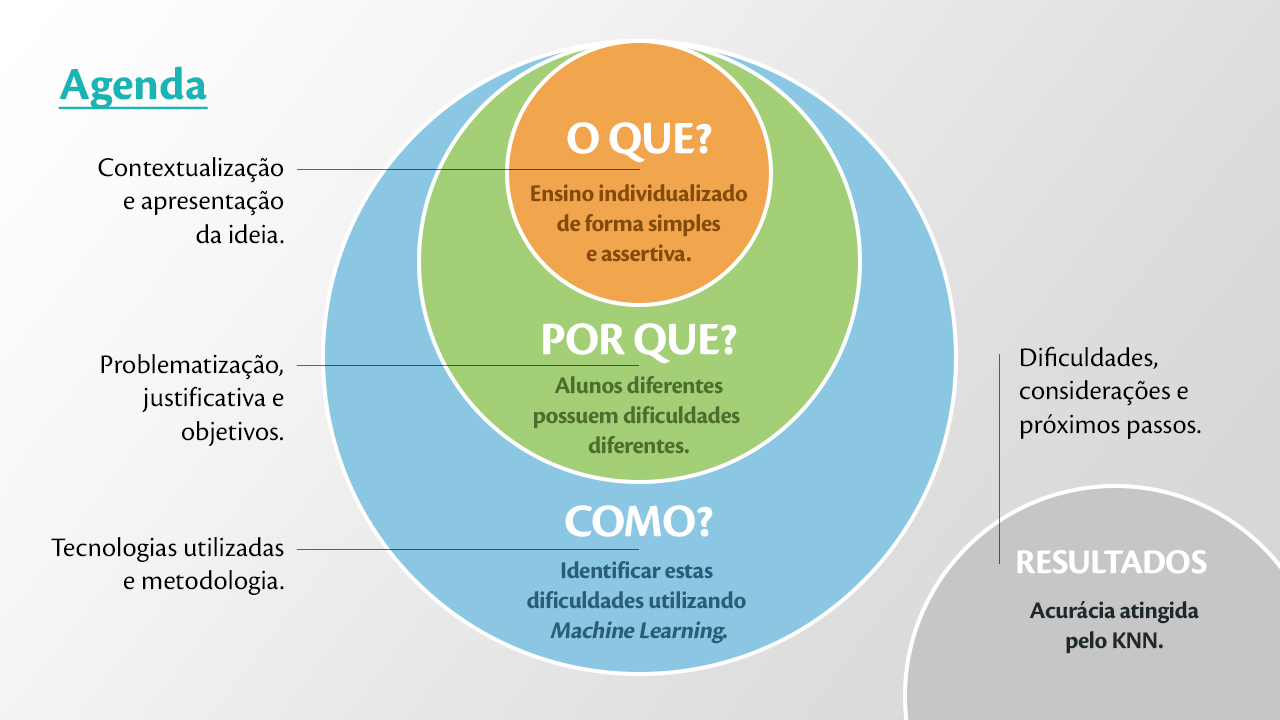 Agenda
Contextualização
e apresentação
da ideia.
O QUE?
Ensino individualizado
de forma simples
e assertiva.
Problematização,
justificativa e
objetivos.
POR QUE?
Alunos diferentes
possuem dificuldades
diferentes.
Tecnologias utilizadas
e metodologia.
COMO?
Identificar estas
dificuldades utilizando
Machine Learning.
Dificuldades,
considerações e
próximos passos.
RESULTADOS
Acurácia atingida
pelo KNN.